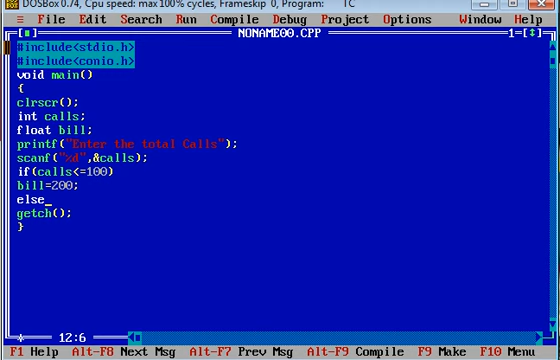 DOSBox 0.74, Cpu speed: max 100% cycles, Frameskip 0, Program: TC
≡ File Edit Search Run Compile Debug Project Options Window Help
[■] NONAME00.CPP 1=[↕]
#include<stdio.h>
#include<conio.h>
void main()
{
clrscr();
int calls;
float bill;
printf("Enter the total Calls");
scanf("%d",&calls);
if(calls<=100)
bill=200;
else_
getch();
}
* 12:6
F1 Help Alt-F8 Next Msg Alt-F7 Prev Msg Alt-F9 Compile F9 Make F10 Menu